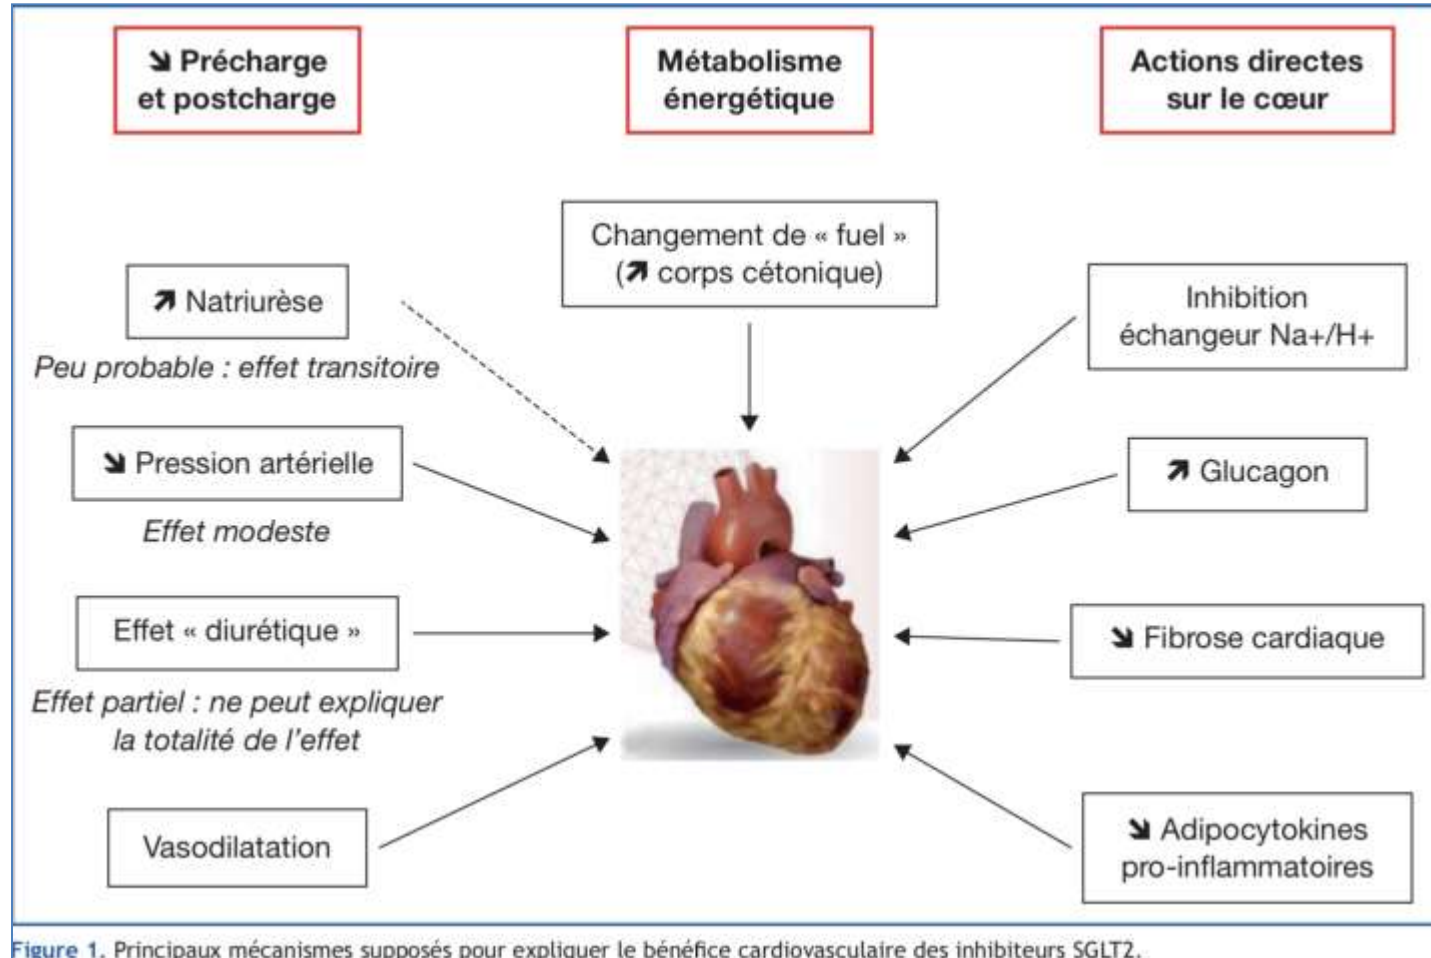 ↘ Précharge
et postcharge
Métabolisme
énergétique
Actions directes
sur le cœur
Changement de « fuel »
(↗ corps cétonique)
↗ Natriurèse
Peu probable : effet transitoire
↘ Pression artérielle
Effet modeste
Effet « diurétique »
Effet partiel : ne peut expliquer
la totalité de l'effet
Vasodilatation
Inhibition
échangeur Na+/H+
↗ Glucagon
↘ Fibrose cardiaque
↘ Adipocytokines
pro-inflammatoires
Figure 1. Principaux mécanismes supposés pour expliquer le bénéfice cardiovasculaire des inhibiteurs SGLT2.